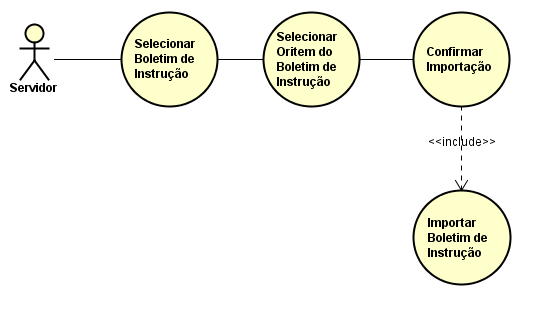 Selecionar
Boletim de
Instrução
Selecionar
Oritem do
Boletim de
Instrução
Confirmar
Importação
Servidor
<<include>>
Importar
Boletim de
Instrução